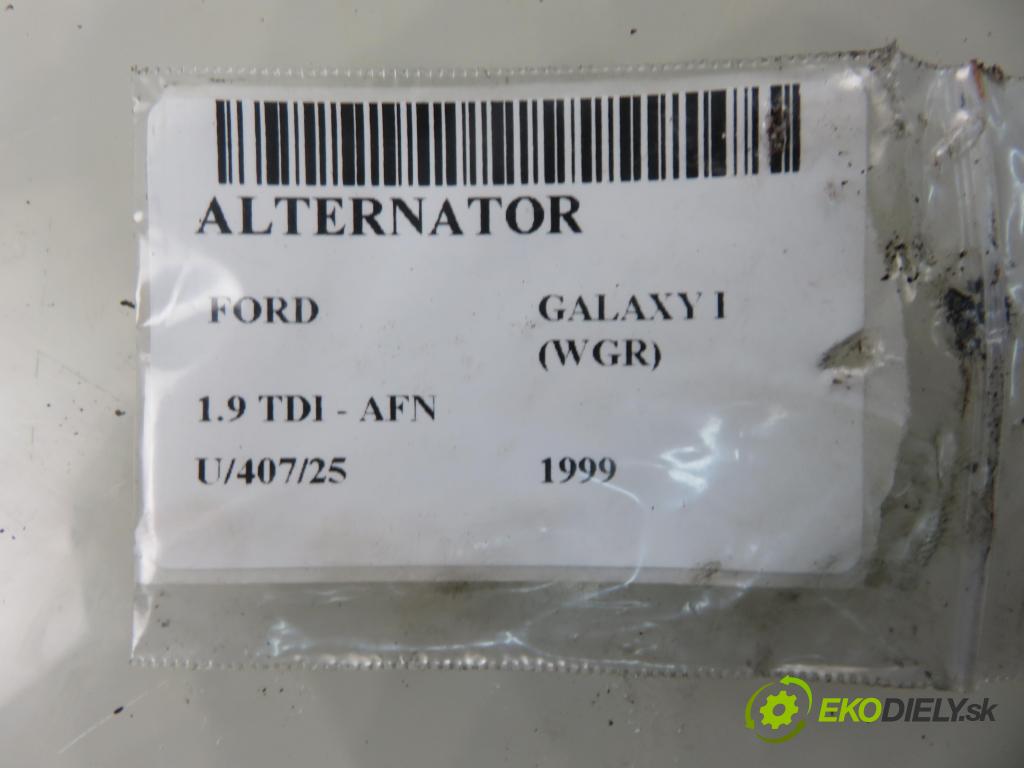 ALTERNATOR
FORD GALAXY I
(WGR)
1.9 TDI - AFN
U/407/25 1999
EKODIELY.sk